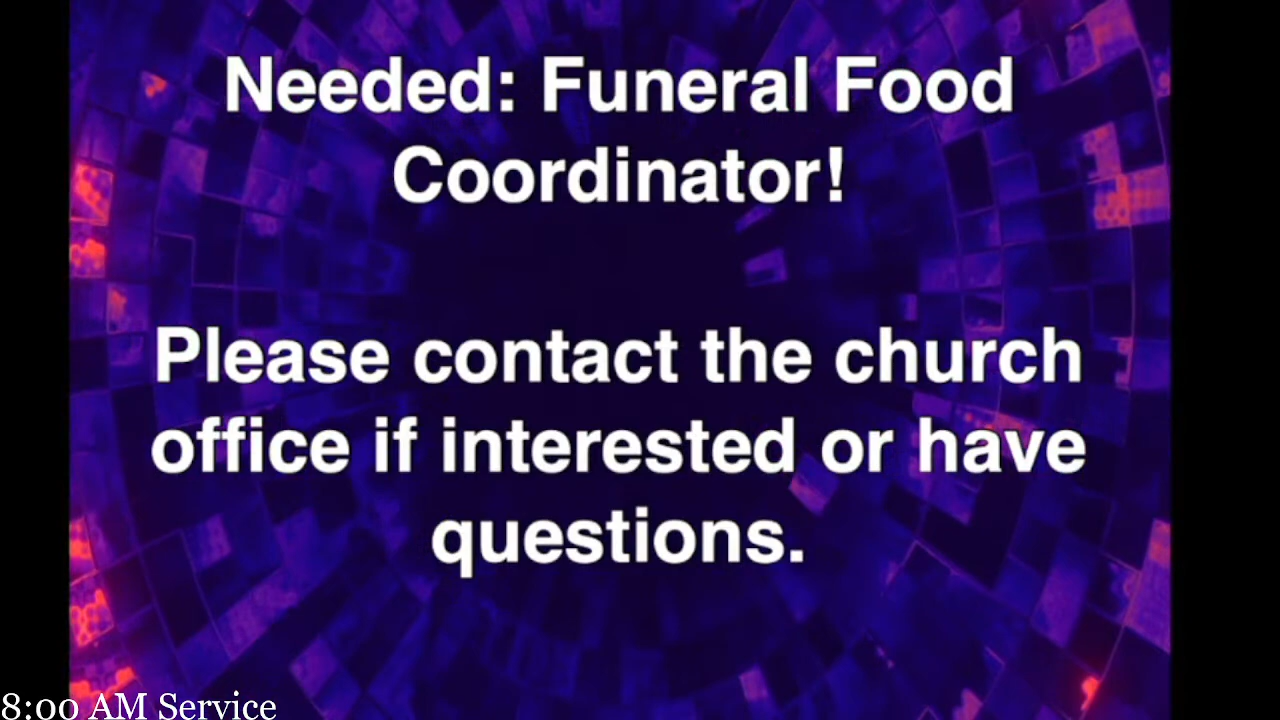 Needed: Funeral Food
Coordinator!
Please contact the church
office if interested or have
questions.
8:00 AM Service